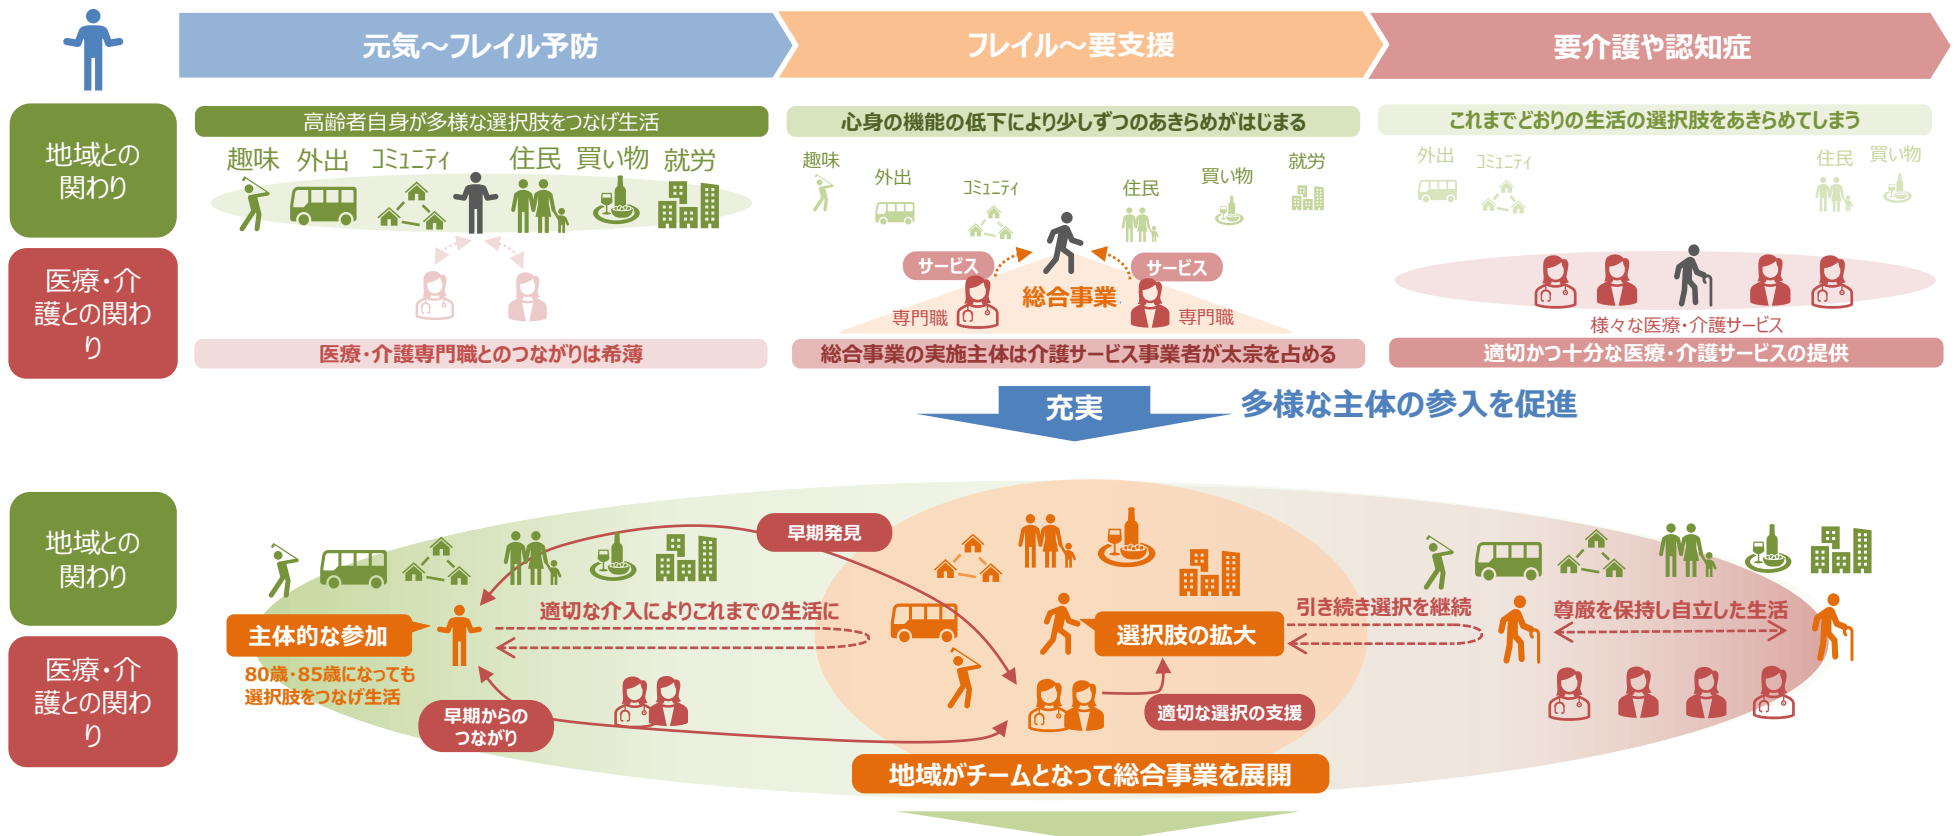 元気～フレイル予防
フレイル～要支援
要介護や認知症
地域との
関わり
高齢者自身が多様な選択肢をつなげ生活
趣味 外出 コミュニティ 住民 買い物 就労
心身の機能の低下により少しずつのあきらめがはじまる
趣味
外出
コミュニティ
住民
買い物
就労
これまでどおりの生活の選択肢をあきらめてしまう
外出
コミュニティ
住民
買い物
医療・介
護との関わ
り
医療・介護専門職とのつながりは希薄
サービス
サービス
総合事業
専門職
専門職
総合事業の実施主体は介護サービス事業者が太宗を占める
様々な医療・介護サービス
適切かつ十分な医療・介護サービスの提供
充実
多様な主体の参入を促進
地域との
関わり
医療・介
護との関わ
り
早期発見
主体的な参加
80歳・85歳になっても
選択肢をつなげ生活
適切な介入によりこれまでの生活に
選択肢の拡大
引き続き選択を継続
尊厳を保持し自立した生活
早期からの
つながり
適切な選択の支援
地域がチームとなって総合事業を展開